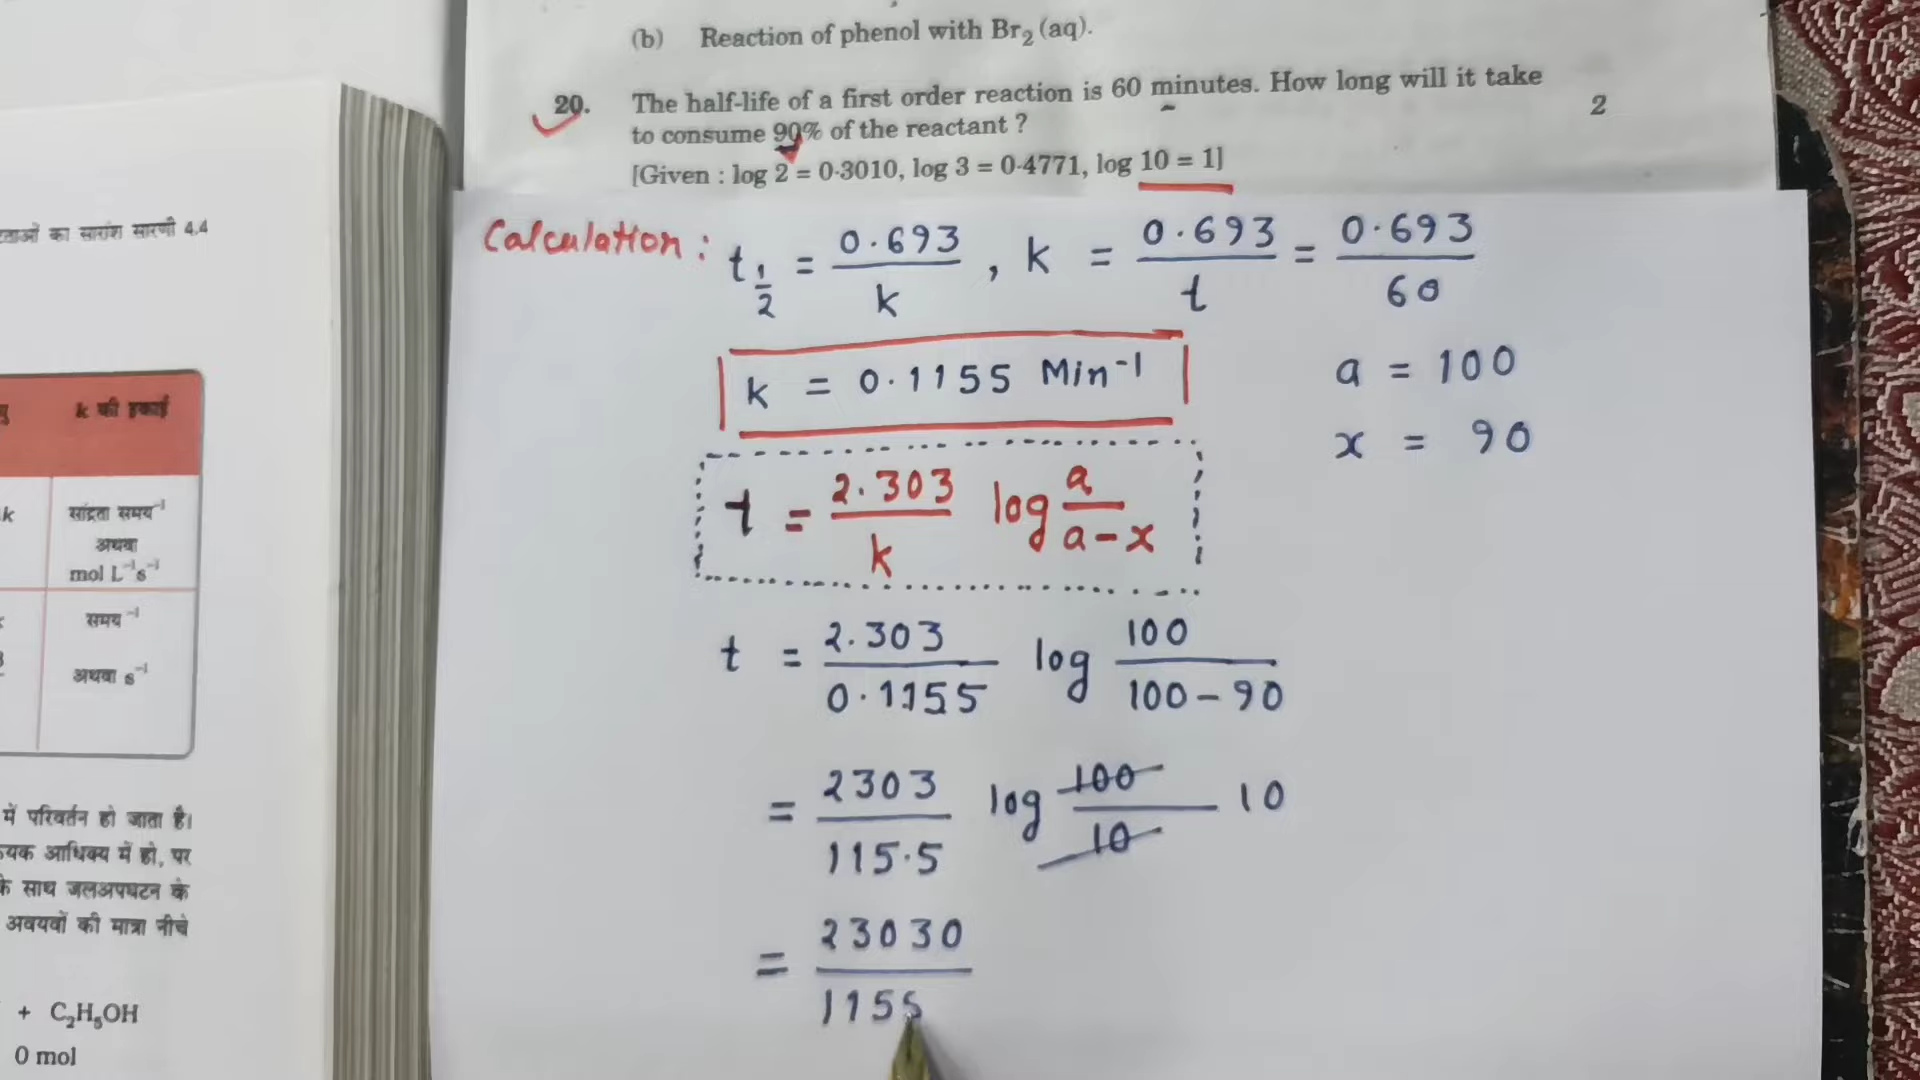 (b) Reaction of phenol with Br₂ (aq).
20. The half-life of a first order reaction is 60 minutes. How long will it take
to consume 90% of the reactant ? 2
[Given : log 2 = 0·3010, log 3 = 0·4771, log 10 = 1]
सारांश सारणी 4.4
k की इकाई
k
सांद्रता समय⁻¹
अथवा
mol L⁻¹s⁻¹
समय⁻¹
अथवा s⁻¹
में परिवर्तन हो जाता है।
आधिक्य में हो, पर
के साथ जलअपघटन के
अवयवों की मात्रा नीचे
+ C₂H₅OH
0 mol
Calculation : t 1/2 = 0.693/k , k = 0.693/t = 0.693/60
k = 0.1155 Min⁻¹ a = 100
x = 90
t = 2.303/k log a/a-x
t = 2.303/0.1155 log 100/100-90
= 2303/115.5 log 100/10 10
= 23030/1155